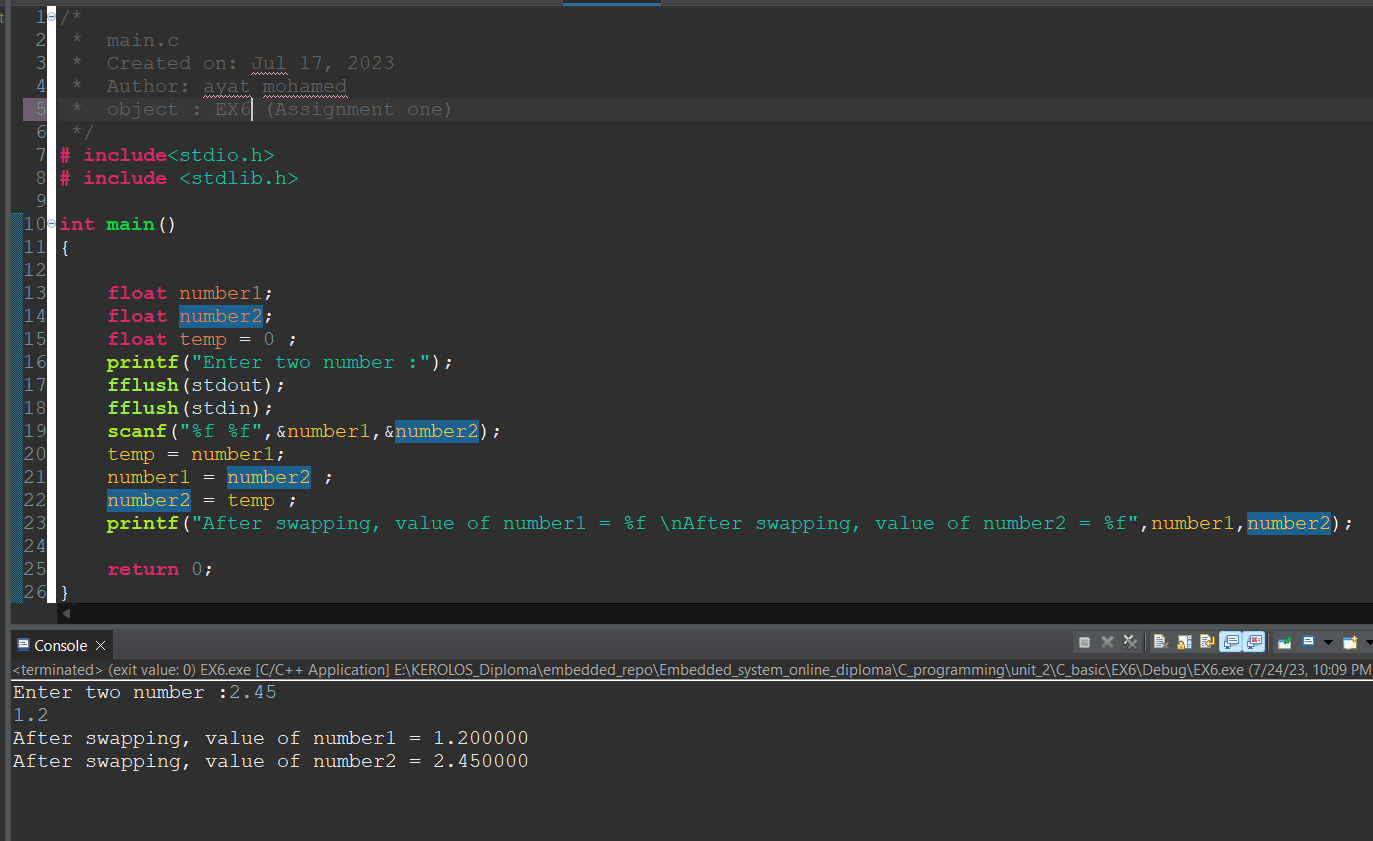 1 /*
2  *  main.c
3  *  Created on: Jul 17, 2023
4  *  Author: ayat mohamed
5  *  object : EX6 (Assignment one)
6  */
7 # include<stdio.h>
8 # include <stdlib.h>
9
10 int main()
11 {
12
13     float number1;
14     float number2;
15     float temp = 0 ;
16     printf("Enter two number :");
17     fflush(stdout);
18     fflush(stdin);
19     scanf("%f %f",&number1,&number2);
20     temp = number1;
21     number1 = number2 ;
22     number2 = temp ;
23     printf("After swapping, value of number1 = %f \nAfter swapping, value of number2 = %f",number1,number2);
24
25     return 0;
26 }
Console
<terminated> (exit value: 0) EX6.exe [C/C++ Application] E:\KEROLOS_Diploma\embedded_repo\Embedded_system_online_diploma\C_programming\unit_2\C_basic\EX6\Debug\EX6.exe (7/24/23, 10:09 PM
Enter two number :2.45
1.2
After swapping, value of number1 = 1.200000
After swapping, value of number2 = 2.450000